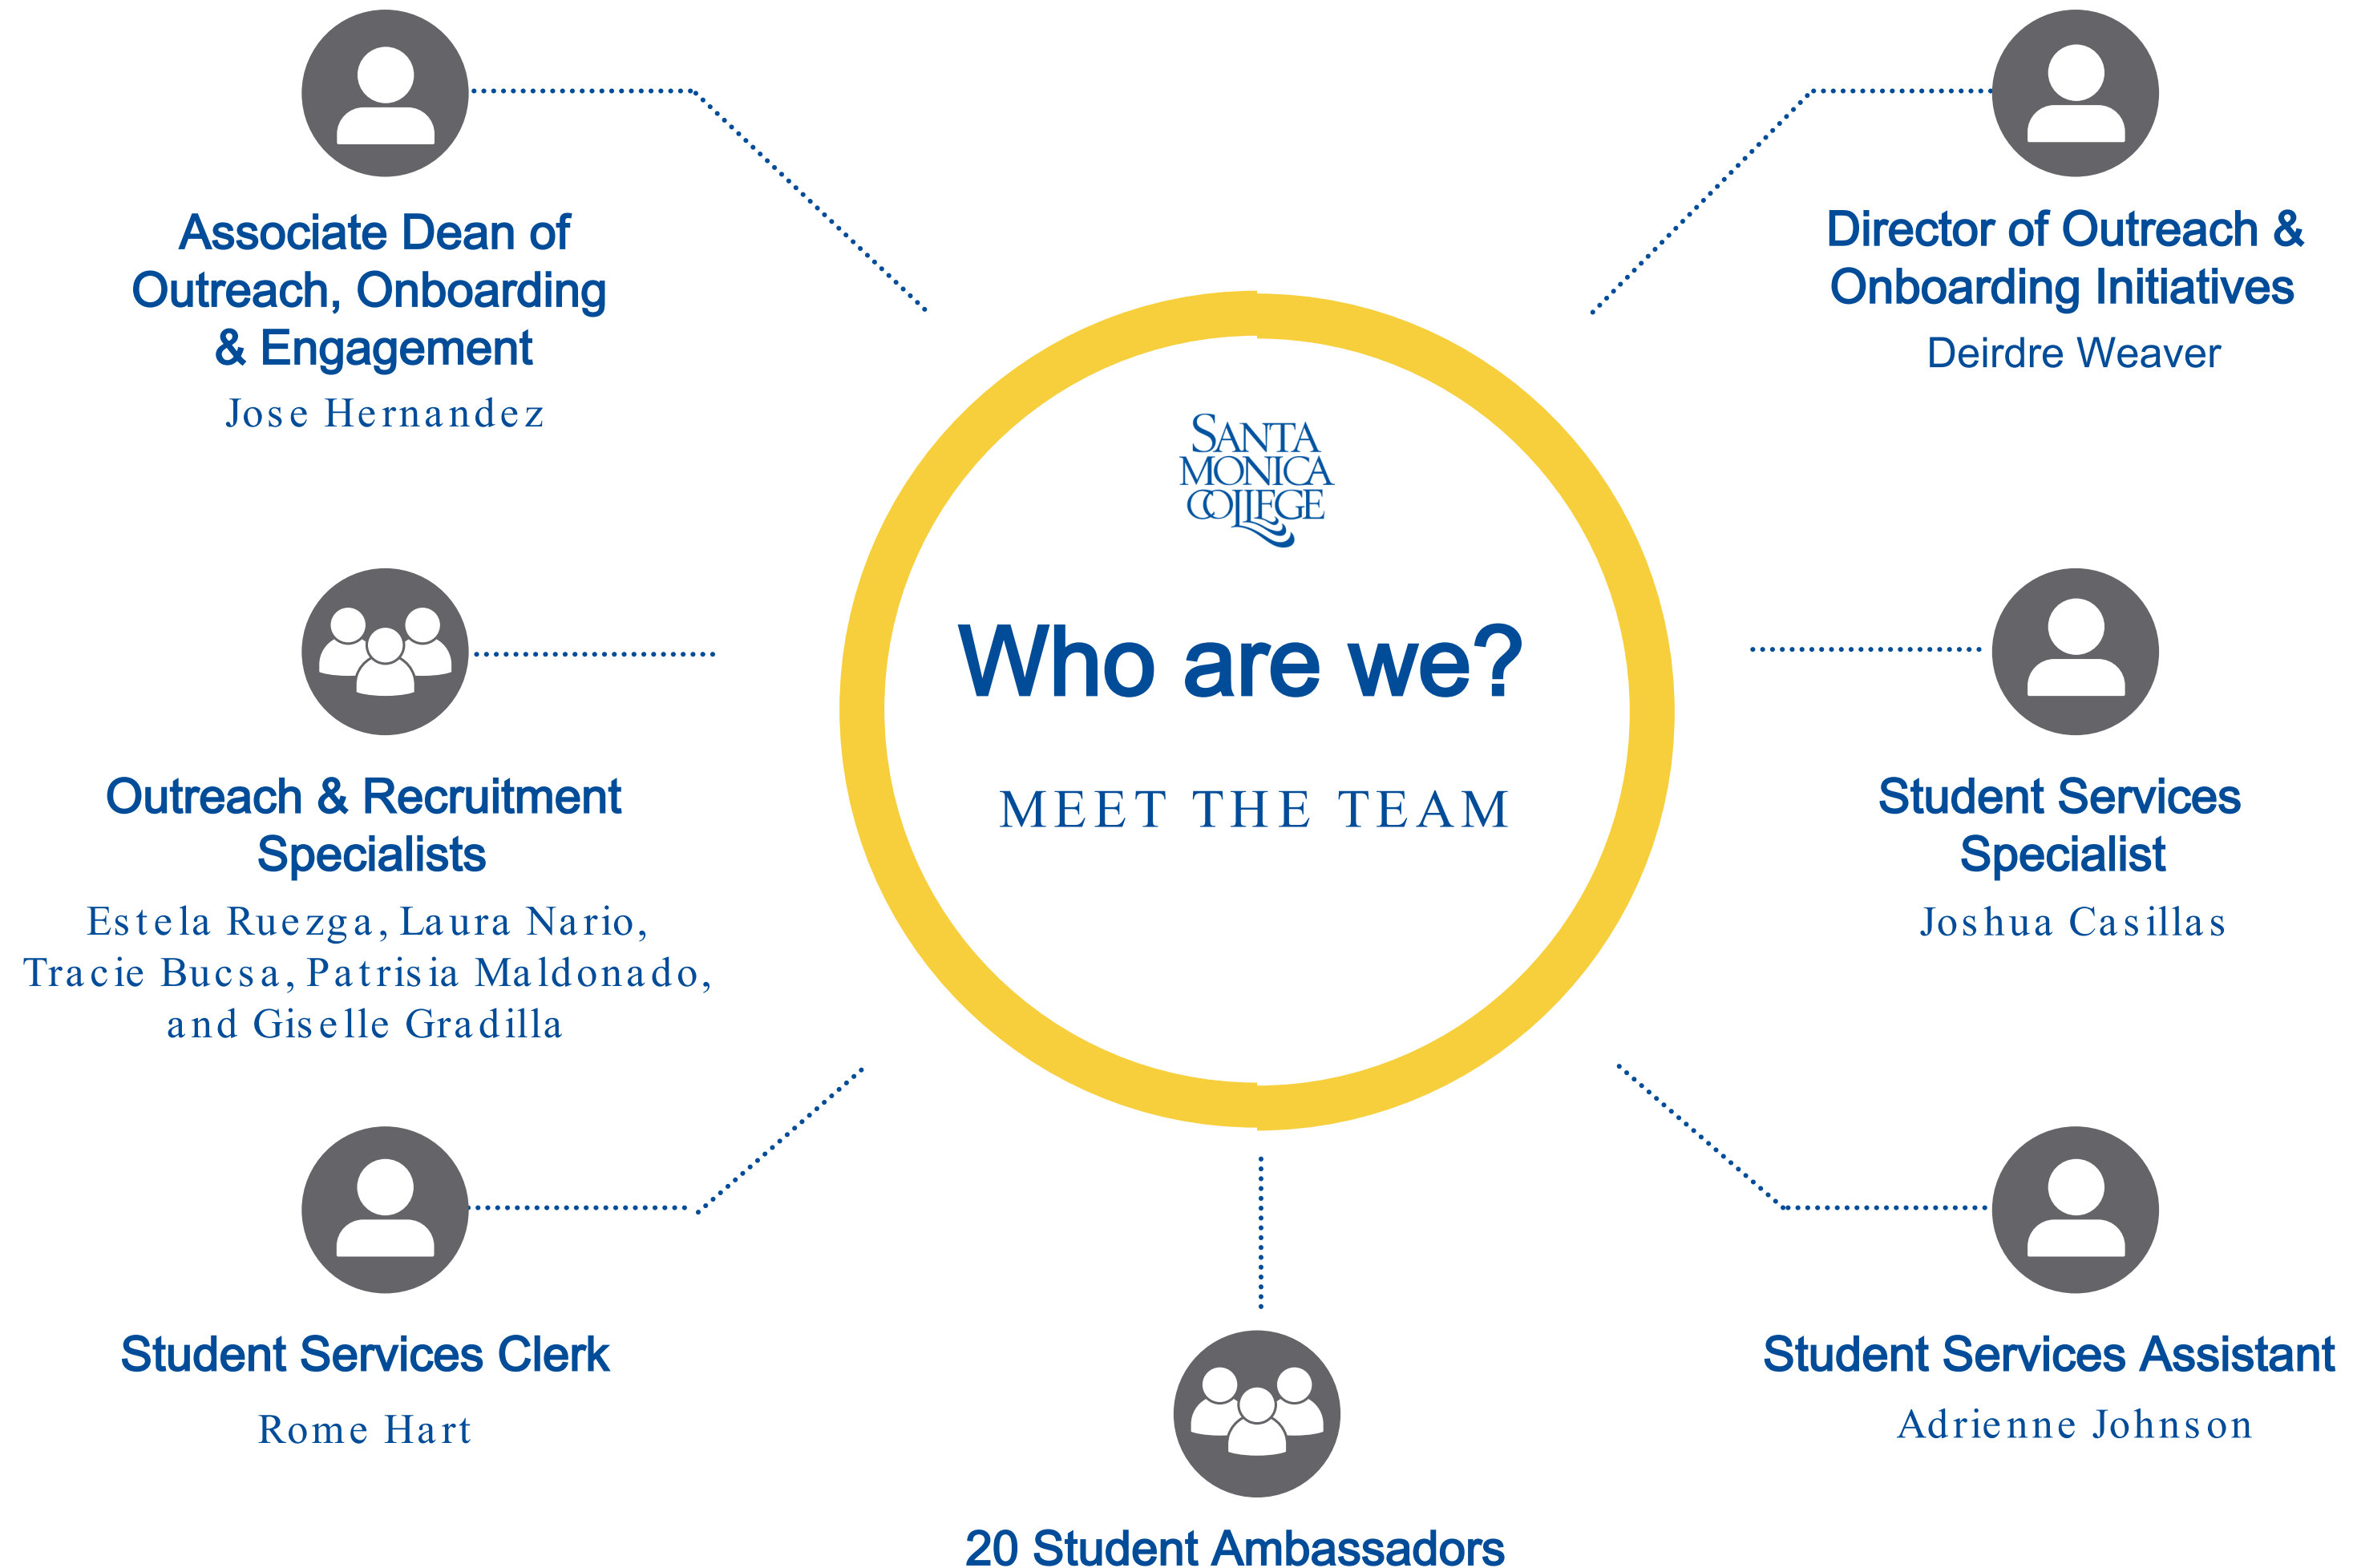 Associate Dean of
Outreach, Onboarding
& Engagement
Jose Hernandez
Director of Outreach &
Onboarding Initiatives
Deirdre Weaver
SANTA
MONICA
COLLEGE
Who are we?
MEET THE TEAM
Outreach & Recruitment
Specialists
Estela Ruezga, Laura Nario,
Tracie Bucsa, Patrisia Maldonado,
and Giselle Gradilla
Student Services
Specialist
Joshua Casillas
Student Services Clerk
Rome Hart
Student Services Assistant
Adrienne Johnson
20 Student Ambassadors